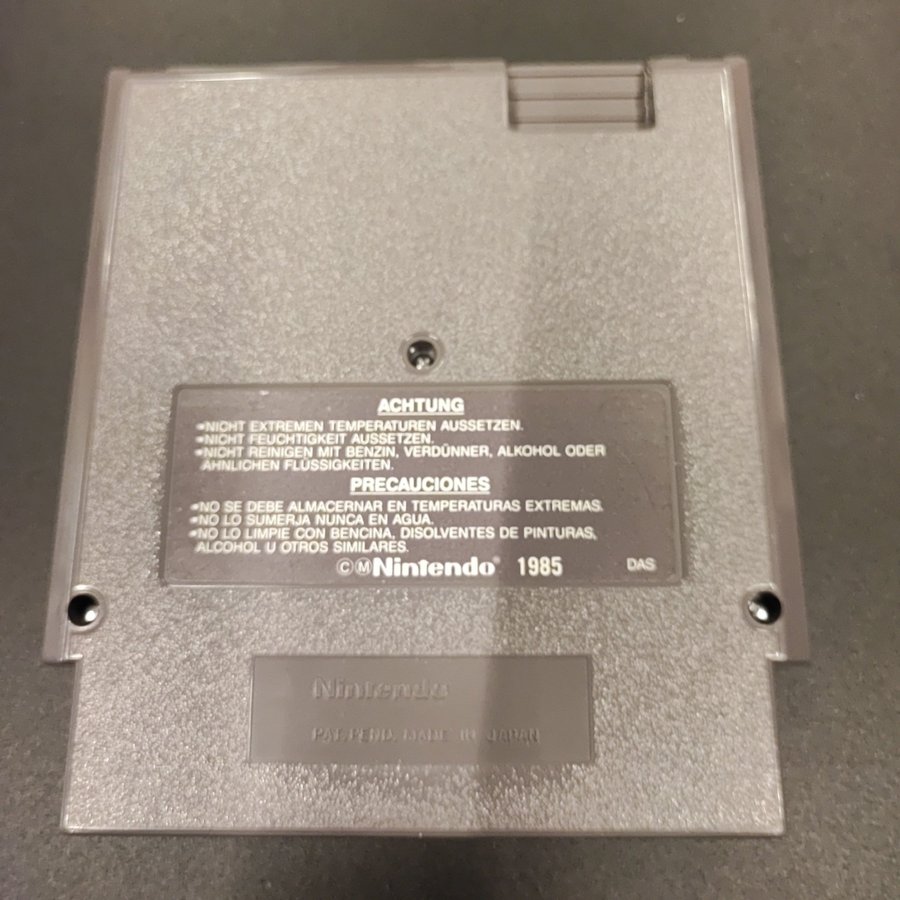 ACHTUNG
•NICHT EXTREMEN TEMPERATUREN AUSSETZEN.
•NICHT FEUCHTIGKEIT AUSSETZEN.
•NICHT REINIGEN MIT BENZIN, VERDÜNNER, ALKOHOL ODER
ÄHNLICHEN FLÜSSIGKEITEN.
PRECAUCIONES
•NO SE DEBE ALMACERNAR EN TEMPERATURAS EXTREMAS.
•NO LO SUMERJA NUNCA EN AGUA.
•NO LO LIMPIE CON BENCINA, DISOLVENTES DE PINTURAS,
ALCOHOL U OTROS SIMILARES.
©ⓂNintendo® 1985 DAS
Nintendo
PAT. PEND. MADE IN JAPAN